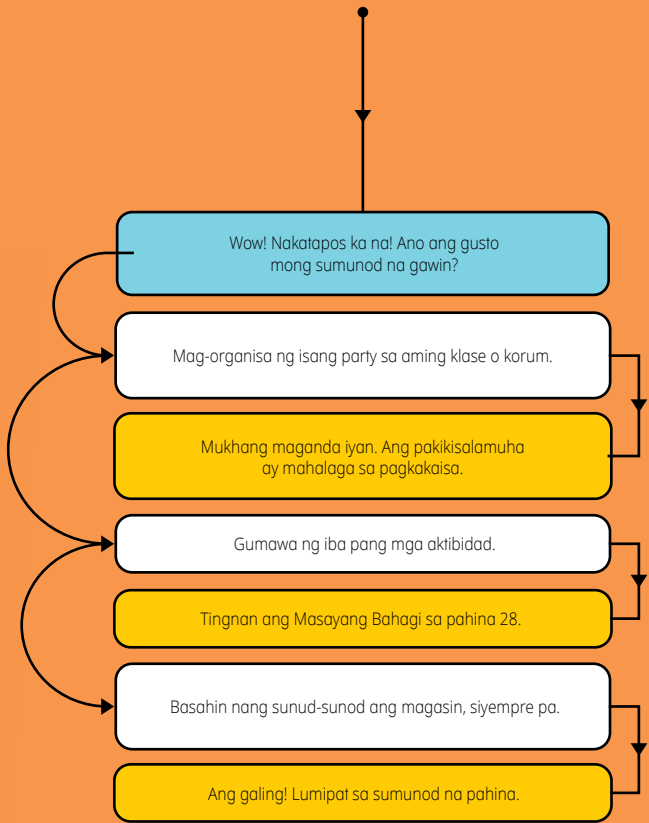 Wow! Nakatapos ka na! Ano ang gusto
mong sumunod na gawin?
Mag-organisa ng isang party sa aming klase o korum.
Mukhang maganda iyan. Ang pakikisalamuha
ay mahalaga sa pagkakaisa.
Gumawa ng iba pang mga aktibidad.
Tingnan ang Masayang Bahagi sa pahina 28.
Basahin nang sunud-sunod ang magasin, siyempre pa.
Ang galing! Lumipat sa sumunod na pahina.